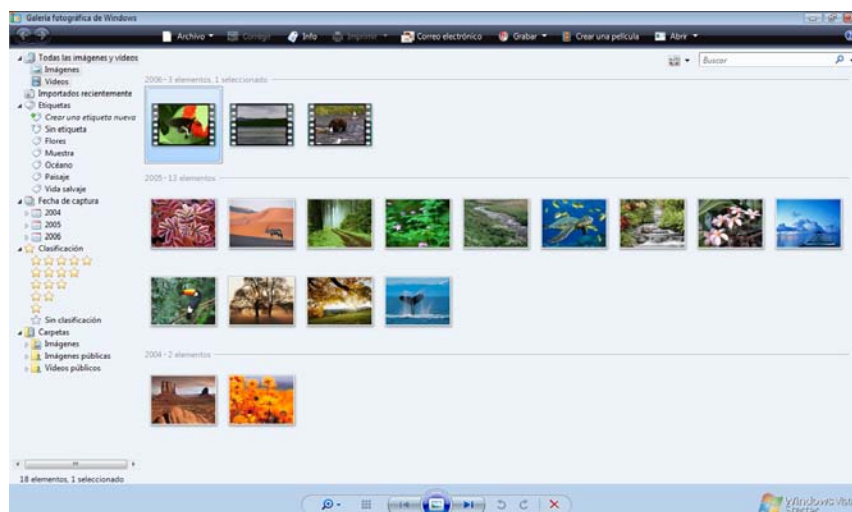 Galería fotográfica de Windows
Archivo
Corregir
Info
Imprimir
Correo electrónico
Grabar
Crear una película
Abrir
Todas las imágenes y vídeos
Imágenes
Vídeos
Importados recientemente
Etiquetas
Crear una etiqueta nueva
Sin etiqueta
Flores
Muestra
Océano
Paisaje
Vida salvaje
Fecha de captura
2004
2005
2006
Clasificación
Sin clasificación
Carpetas
Imágenes
Imágenes públicas
Vídeos públicos
18 elementos, 1 seleccionado
Buscar
2006 - 3 elementos, 1 seleccionado
2005 - 13 elementos
2004 - 2 elementos
Windows Vista
Starter